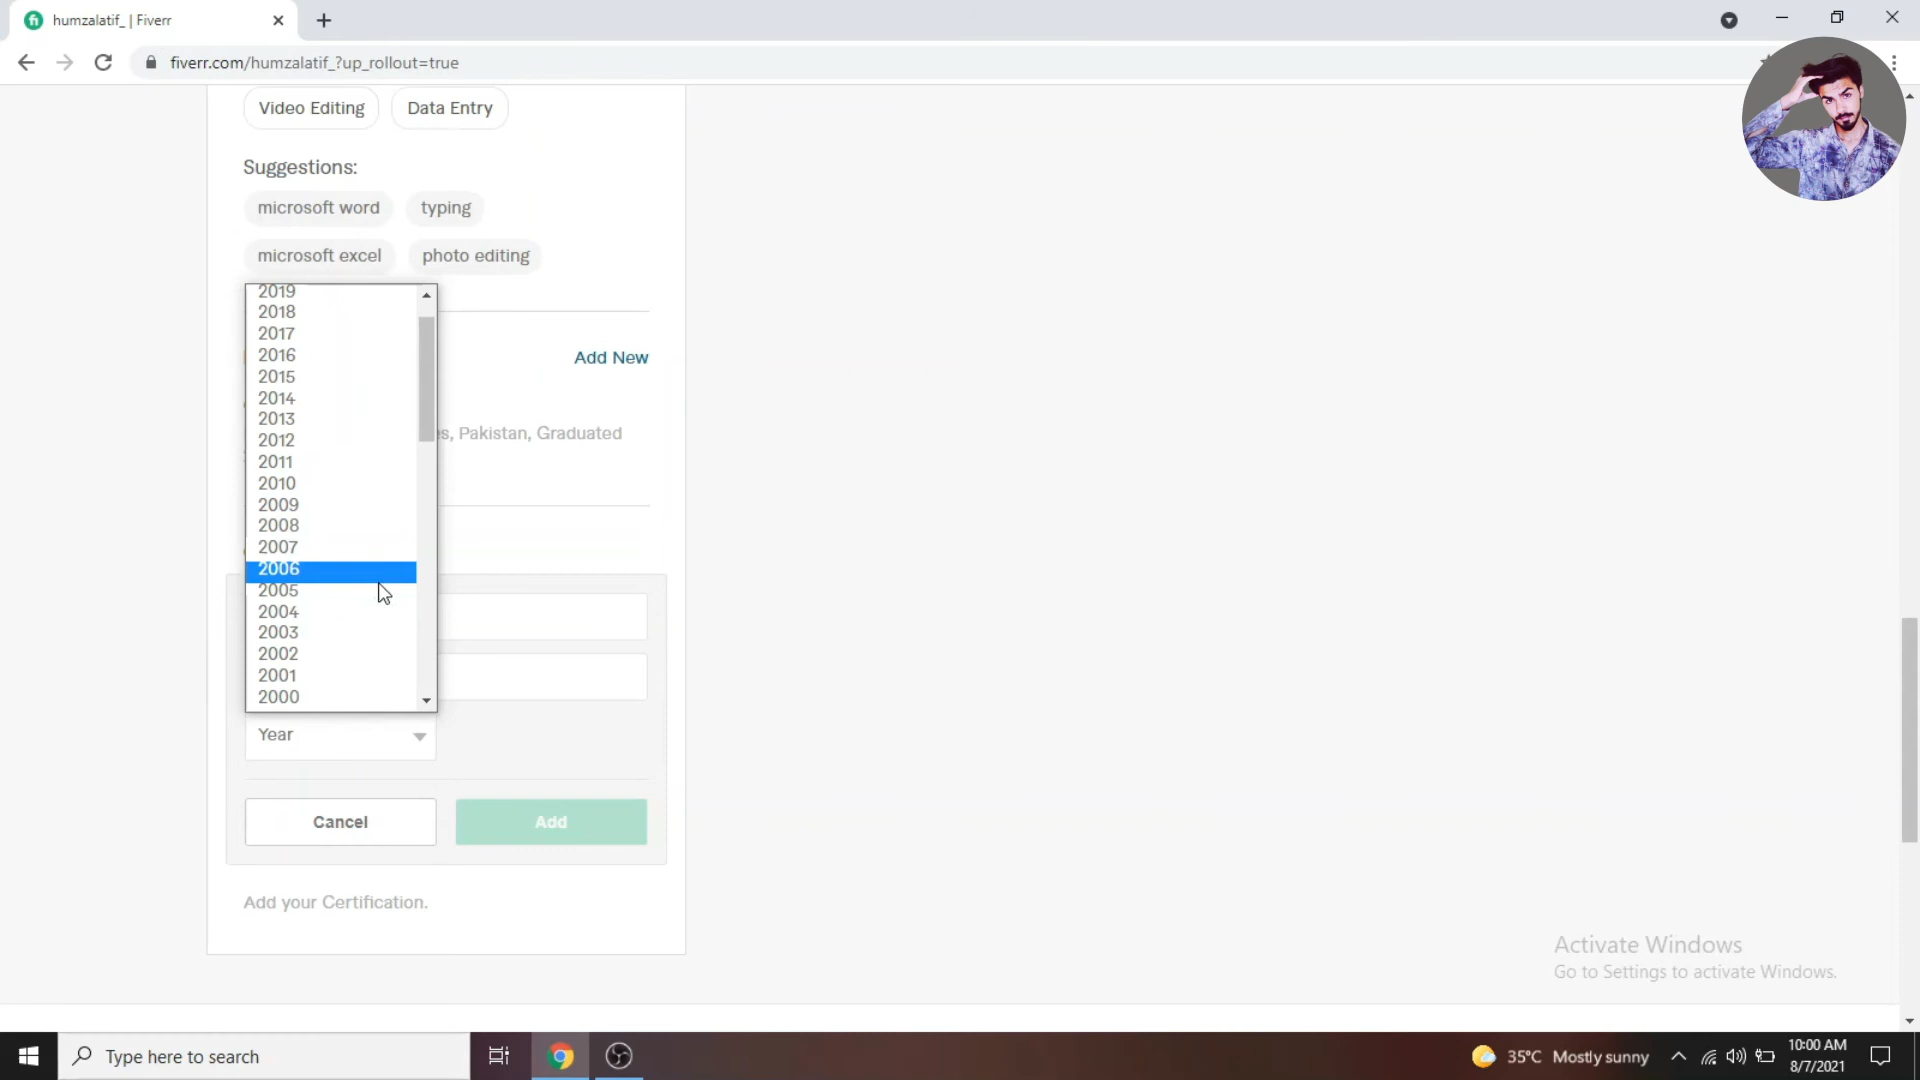 humzalatif_ | Fiverr
fiverr.com/humzalatif_?up_rollout=true
Video Editing
Data Entry
Suggestions:
microsoft word
typing
microsoft excel
photo editing
2019
2018
2017
2016
2015
2014
2013
2012
2011
2010
2009
2008
2007
2006
2005
2004
2003
2002
2001
2000
Add New
Pakistan, Graduated
Year
Cancel
Add
Add your Certification.
Activate Windows
Go to Settings to activate Windows.
Type here to search
35°C Mostly sunny
10:00 AM
8/7/2021